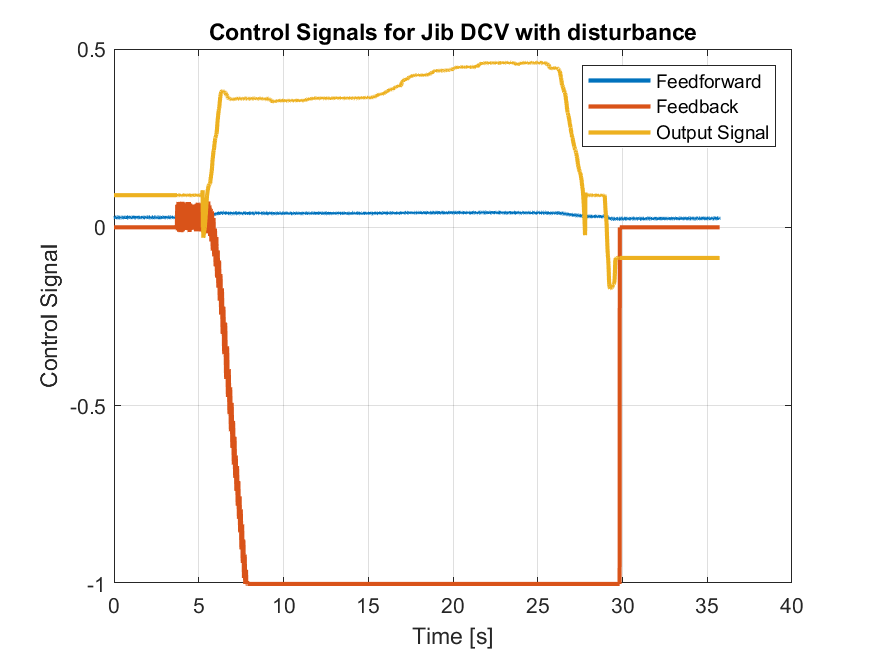 Control Signals for Jib DCV with disturbance
0.5
0
-0.5
-1
Control Signal
Feedforward
Feedback
Output Signal
0 5 10 15 20 25 30 35 40
Time [s]